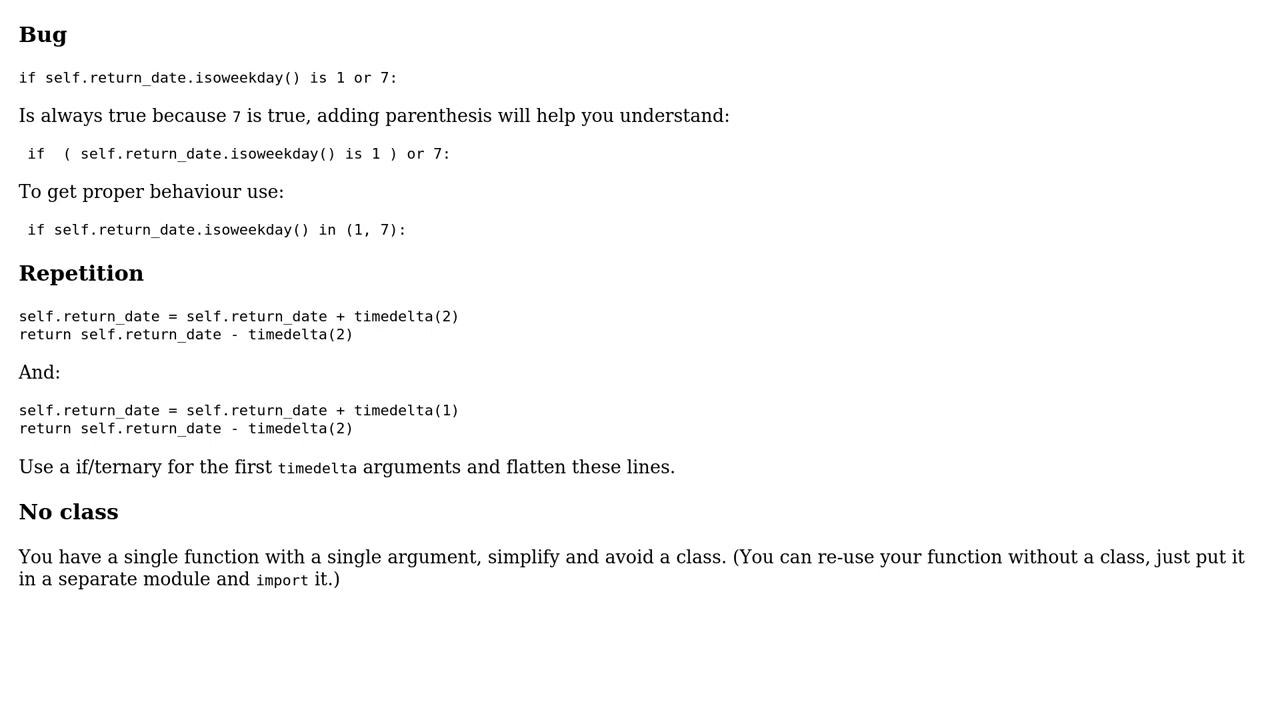 Bug
if self.return_date.isoweekday() is 1 or 7:
Is always true because 7 is true, adding parenthesis will help you understand:
if  ( self.return_date.isoweekday() is 1 ) or 7:
To get proper behaviour use:
if self.return_date.isoweekday() in (1, 7):
Repetition
self.return_date = self.return_date + timedelta(2)
return self.return_date - timedelta(2)
And:
self.return_date = self.return_date + timedelta(1)
return self.return_date - timedelta(2)
Use a if/ternary for the first timedelta arguments and flatten these lines.
No class
You have a single function with a single argument, simplify and avoid a class. (You can re-use your function without a class, just put it
in a separate module and import it.)